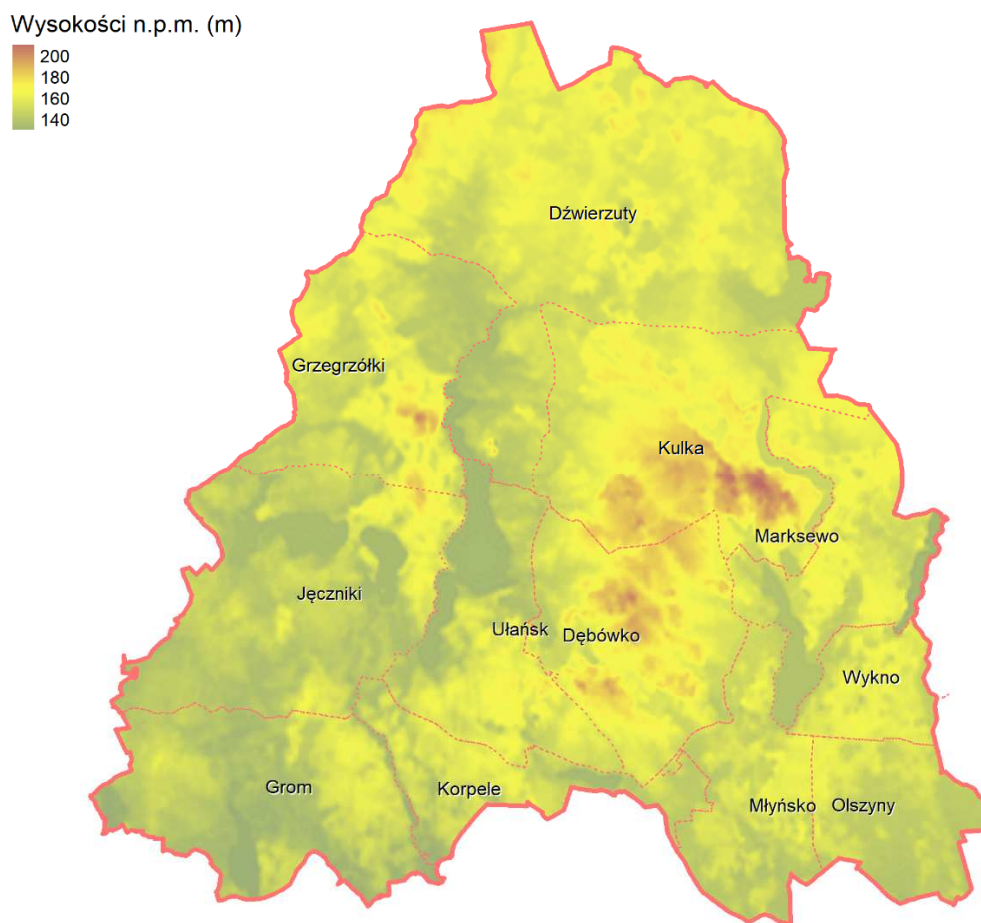 Wysokości n.p.m. (m)
200
180
160
140
Dźwierzuty
Grzegrzółki
Kulka
Marksewo
Jęczniki
Ułańsk
Dębówko
Wykno
Grom
Korpele
Młyńsko
Olszyny